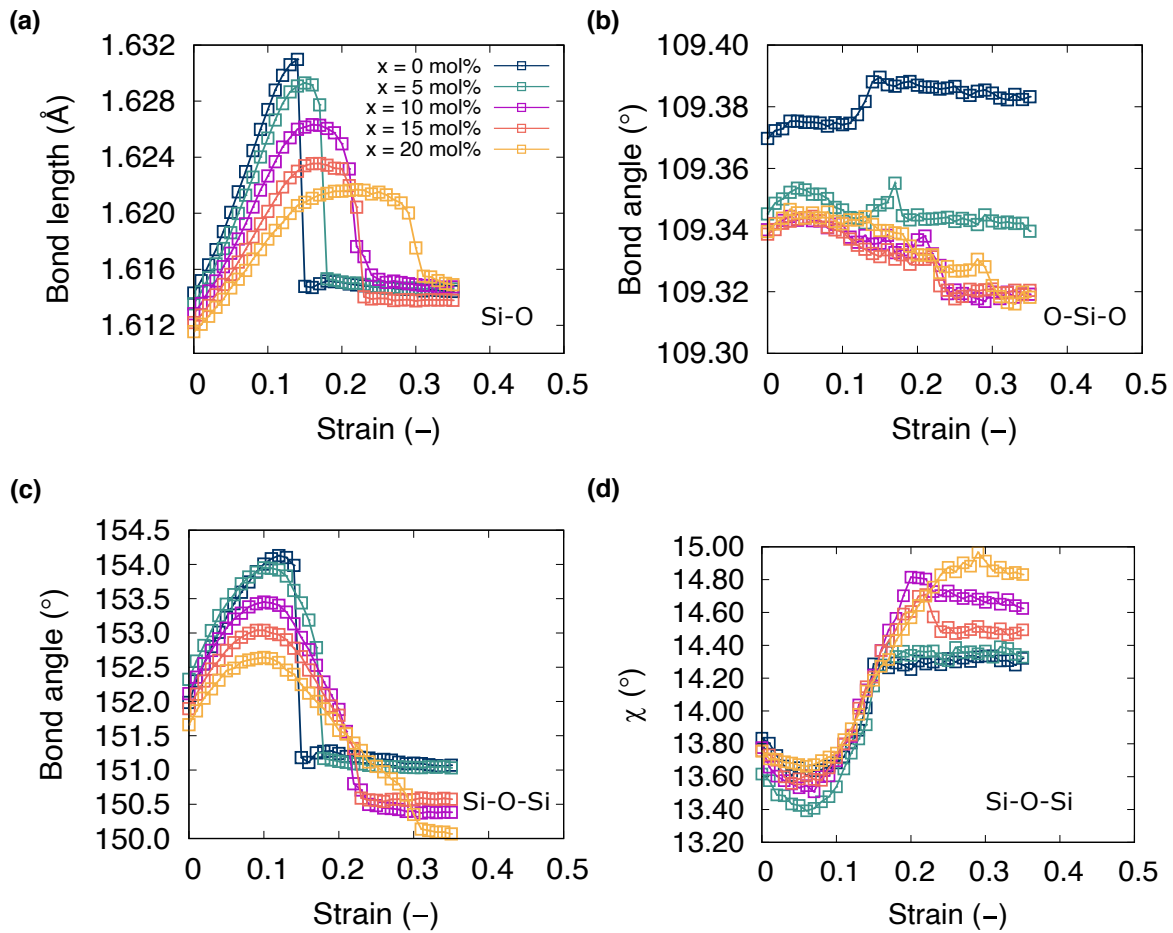 (a)
1.632
1.628
1.624
1.620
1.616
1.612
Bond length (Å)
x = 0 mol%
x = 5 mol%
x = 10 mol%
x = 15 mol%
x = 20 mol%
Si-O
0 0.1 0.2 0.3 0.4 0.5
Strain (–)
(b)
109.40
109.38
109.36
109.34
109.32
109.30
Bond angle (°)
O-Si-O
0 0.1 0.2 0.3 0.4 0.5
Strain (–)
(c)
154.5
154.0
153.5
153.0
152.5
152.0
151.5
151.0
150.5
150.0
Bond angle (°)
Si-O-Si
0 0.1 0.2 0.3 0.4 0.5
Strain (–)
(d)
15.00
14.80
14.60
14.40
14.20
14.00
13.80
13.60
13.40
13.20
χ (°)
Si-O-Si
0 0.1 0.2 0.3 0.4 0.5
Strain (–)